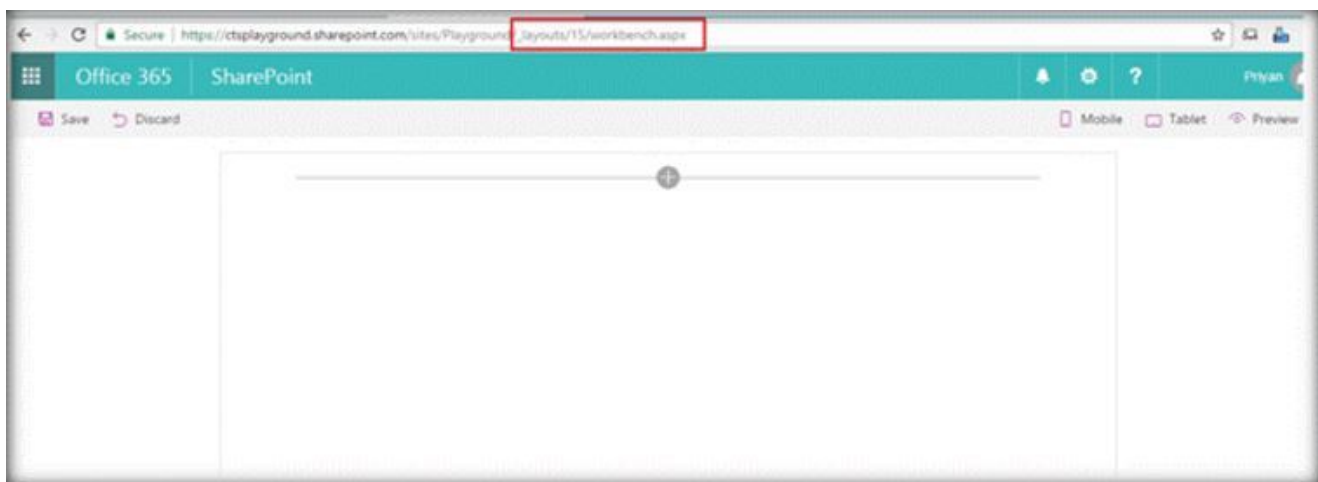 Secure | https://ctsplayground.sharepoint.com/sites/Playground/_layouts/15/workbench.aspx
Office 365 SharePoint ? Priyan
Save Discard Mobile Tablet Preview